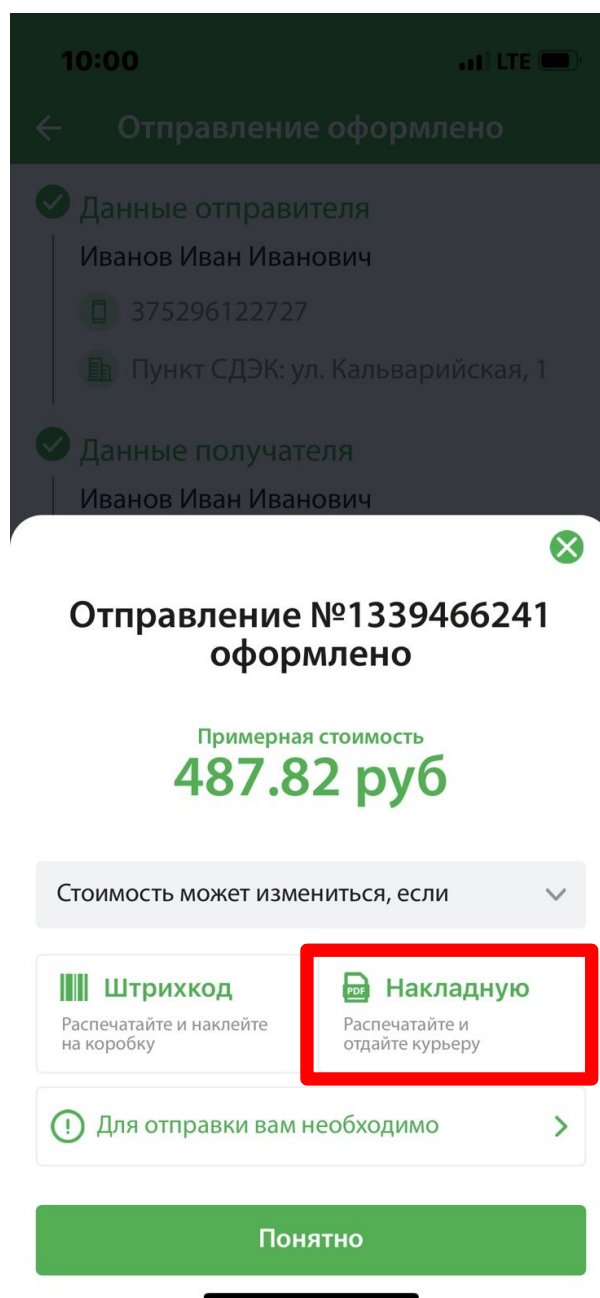 10:00
LTE
Отправление оформлено
Данные отправителя
Иванов Иван Иванович
375296122727
Пункт СДЭК: ул. Кальварийская, 1
Данные получателя
Иванов Иван Иванович
Отправление №1339466241
оформлено
Примерная стоимость
487.82 руб
Стоимость может измениться, если
Штрихкод
Распечатайте и наклейте
на коробку
PDF
Накладную
Распечатайте и
отдайте курьеру
Для отправки вам необходимо
Понятно